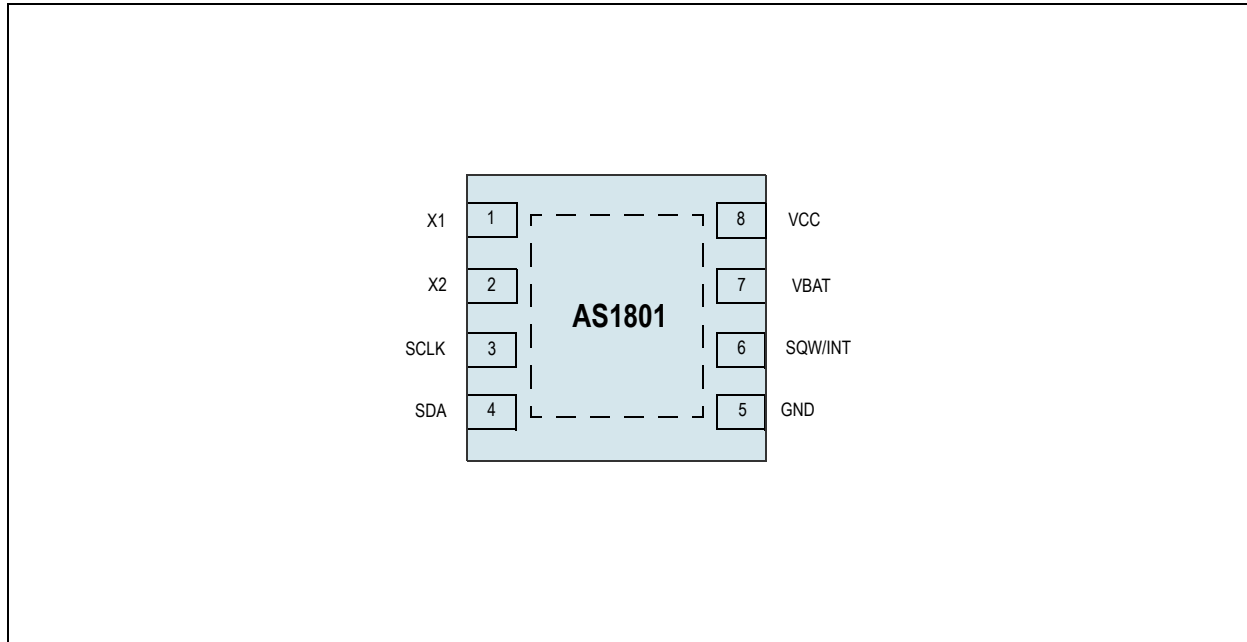 X1 1 8 VCC
X2 2 7 VBAT
AS1801
SCLK 3 6 SQW/INT
SDA 4 5 GND